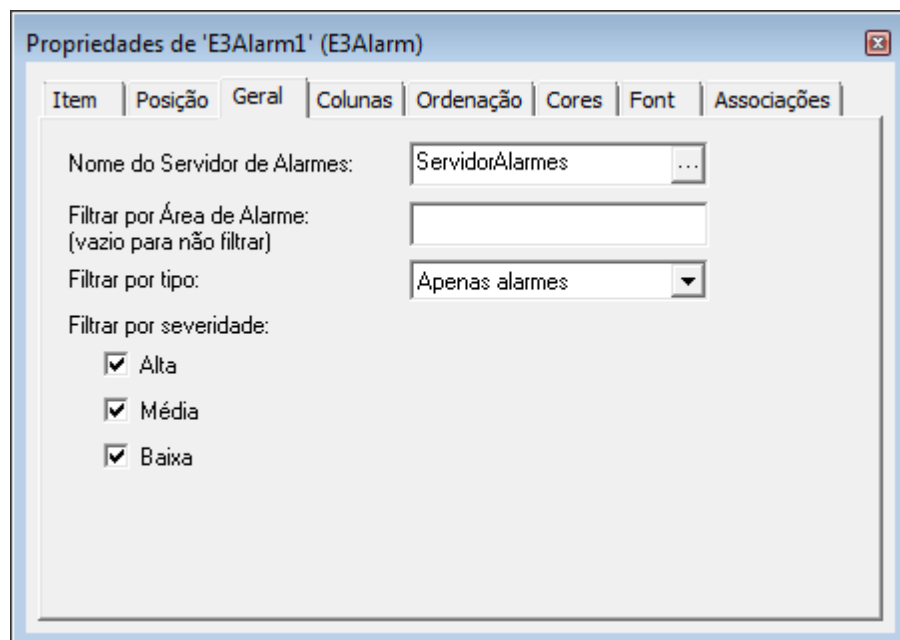 Propriedades de 'E3Alarm1' (E3Alarm)
Item Posição Geral Colunas Ordenação Cores Font Associações
Nome do Servidor de Alarmes: ServidorAlarmes ...
Filtrar por Área de Alarme:
(vazio para não filtrar)
Filtrar por tipo: Apenas alarmes
Filtrar por severidade:
Alta
Média
Baixa